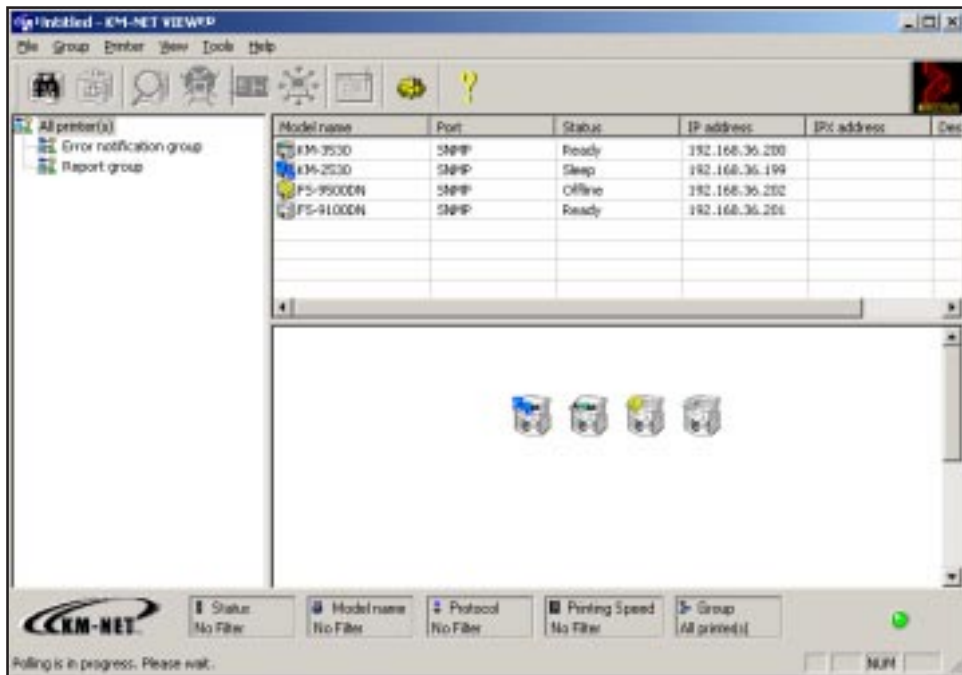 Untitled - KM-NET VIEWER
File Group Printer View Tools Help
All printer(s)
Error notification group
Report group
Model name Port Status IP address IPX address Des
KM-3530 SNMP Ready 192.168.36.200
KM-2530 SNMP Sleep 192.168.36.199
FS-9500DN SNMP Offline 192.168.36.202
FS-9100DN SNMP Ready 192.168.36.201
KM-NET
Status Model name Protocol Printing Speed Group
No Filter No Filter No Filter No Filter All printer(s)
Polling is in progress. Please wait. NUM